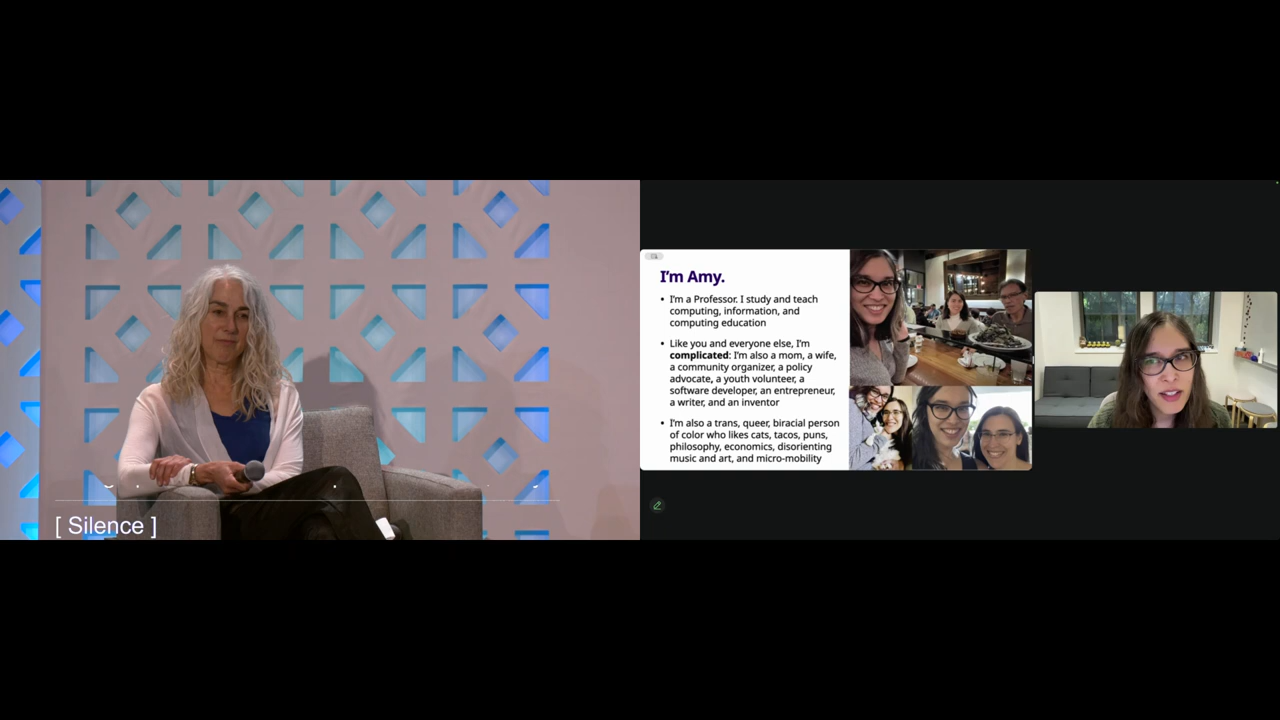 [ Silence ]
I'm Amy.
• I'm a Professor. I study and teach
computing, information, and
computing education
• Like you and everyone else, I'm
complicated: I'm also a mom, a wife,
a community organizer, a policy
advocate, a youth volunteer, a
software developer, an entrepreneur,
a writer, and an inventor
• I'm also a trans, queer, biracial person
of color who likes cats, tacos, puns,
philosophy, economics, disorienting
music and art, and micro-mobility